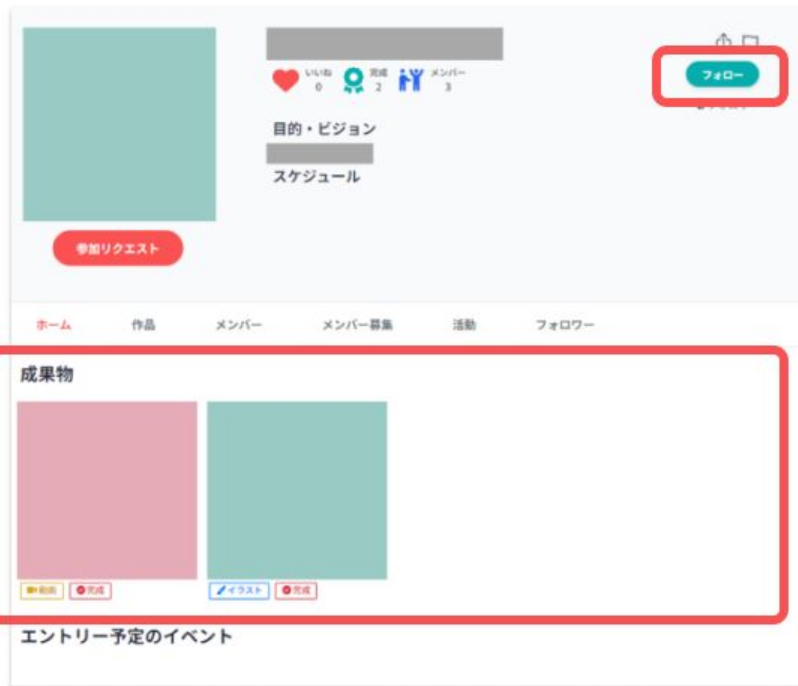 いいね
0
完成
2
メンバー
3
フォロー
目的・ビジョン
スケジュール
参加リクエスト
ホーム 作品 メンバー メンバー募集 活動 フォロワー
成果物
動画 完成 イラスト 完成
エントリー予定のイベント